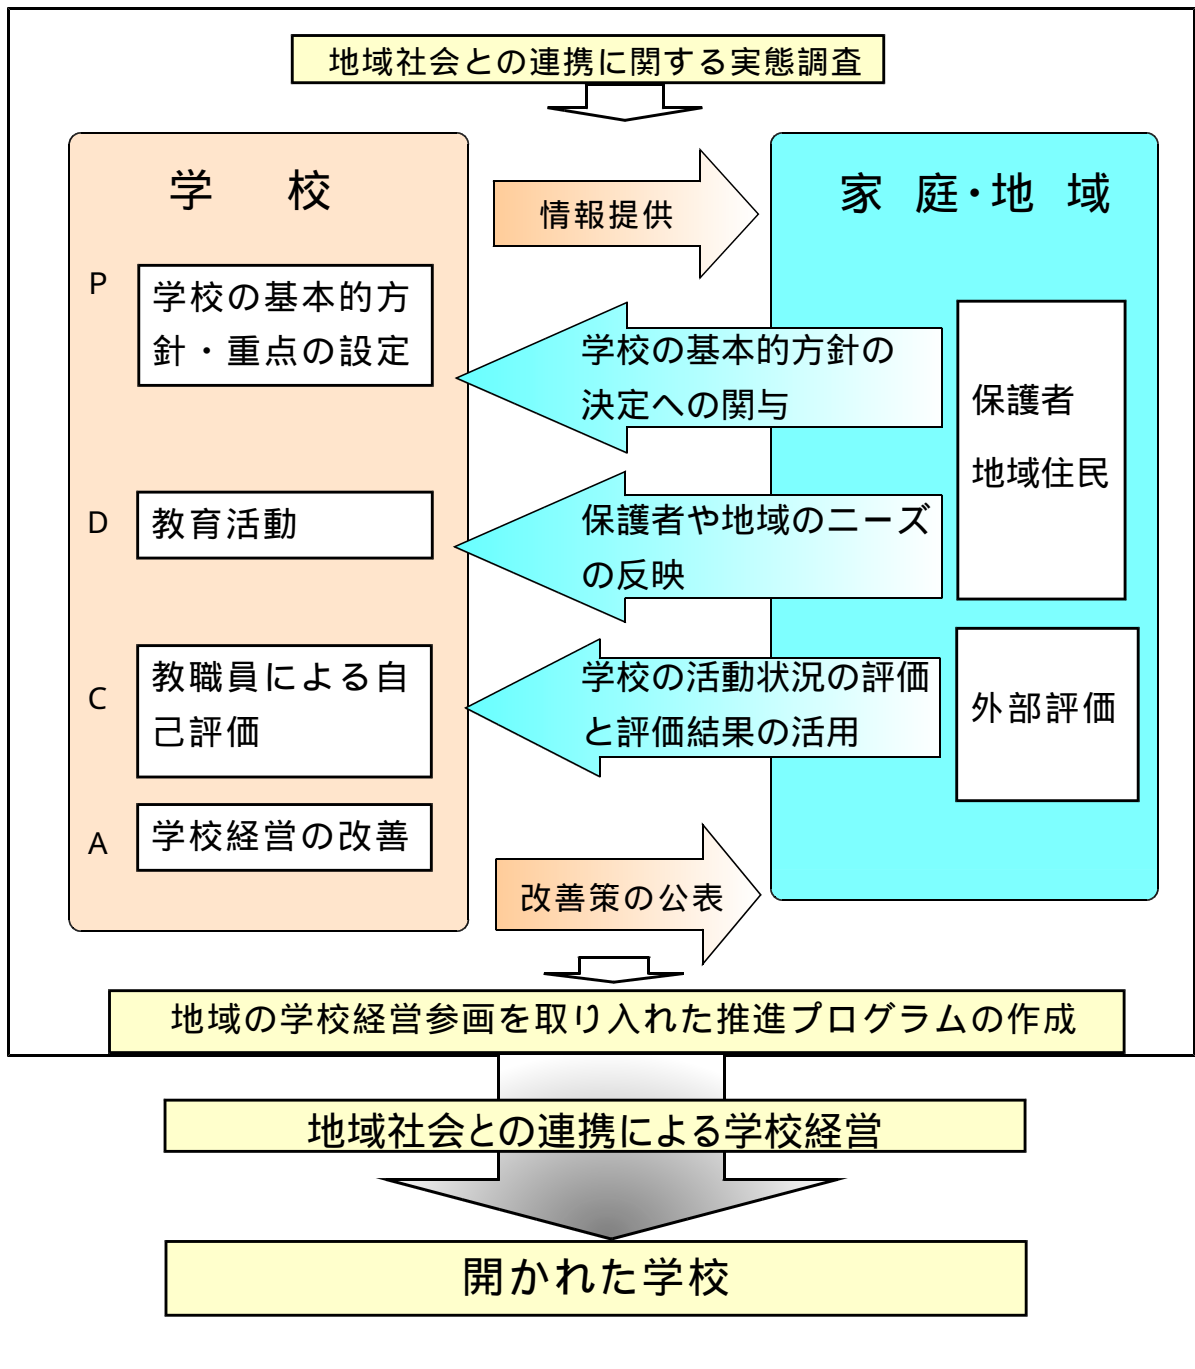 地域社会との連携に関する実態調査
学 校
情報提供
家 庭・地 域
P
学校の基本的方
針・重点の設定
学校の基本的方針の
決定への関与
保護者
地域住民
D
教育活動
保護者や地域のニーズ
の反映
C
教職員による自
己評価
学校の活動状況の評価
と評価結果の活用
外部評価
A
学校経営の改善
改善策の公表
地域の学校経営参画を取り入れた推進プログラムの作成
地域社会との連携による学校経営
開かれた学校